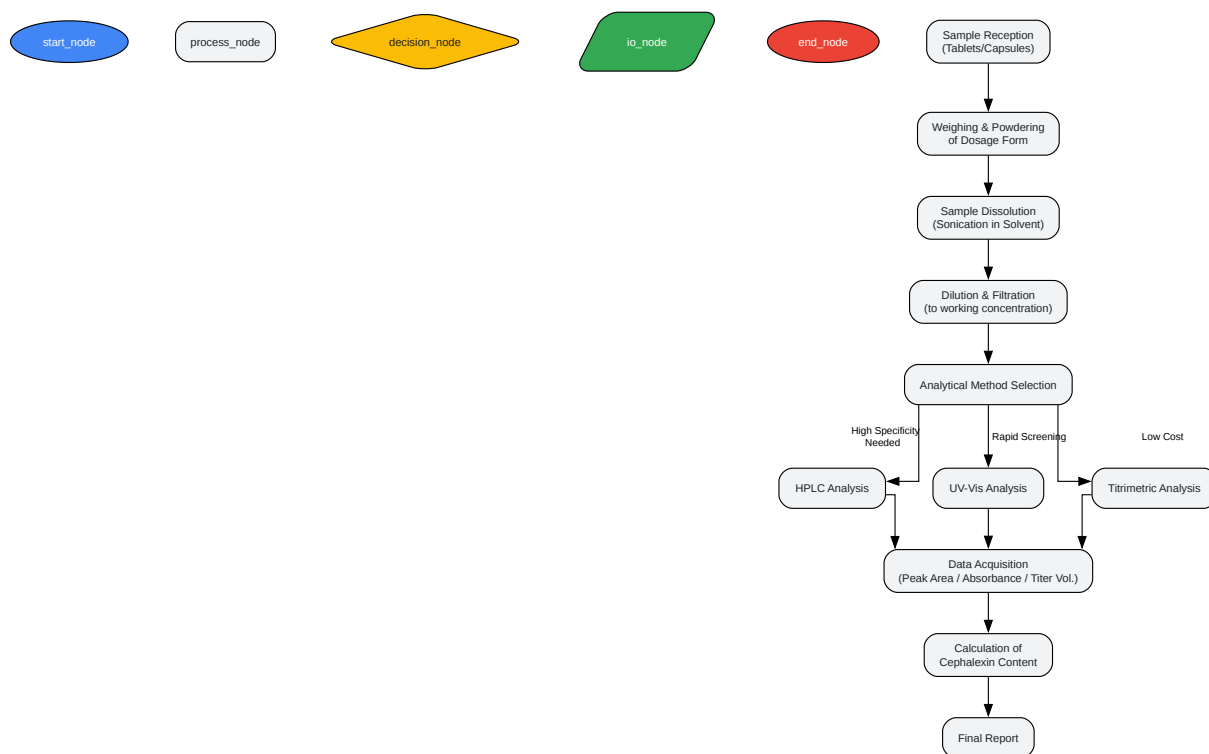 start_node
process_node
decision_node
io_node
end_node
Sample Reception
(Tablets/Capsules)
Weighing & Powdering
of Dosage Form
Sample Dissolution
(Sonication in Solvent)
Dilution & Filtration
(to working concentration)
Analytical Method Selection
High Specificity
Needed
Rapid Screening
Low Cost
HPLC Analysis
UV-Vis Analysis
Titrimetric Analysis
Data Acquisition
(Peak Area / Absorbance / Titer Vol.)
Calculation of
Cephalexin Content
Final Report